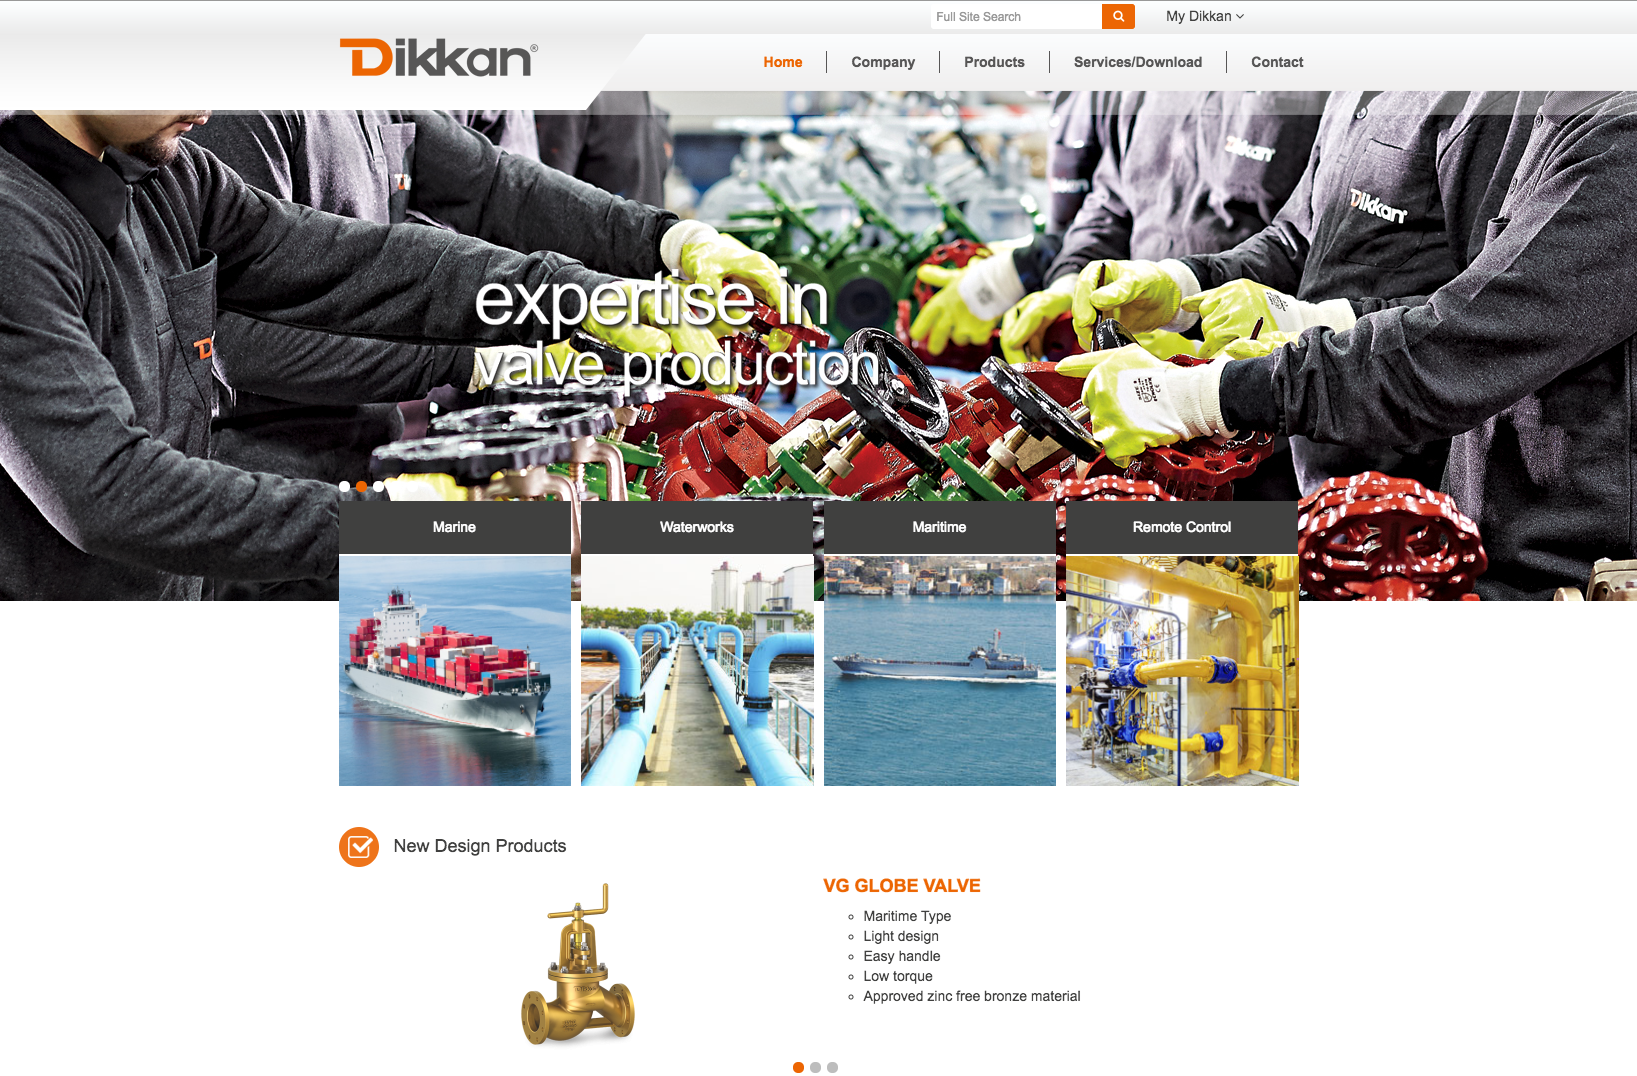 Full Site Search
My Dikkan
Dikkan®
Home
Company
Products
Services/Download
Contact
Dikkan
Dikkan
expertise in
valve production
Marine
Waterworks
Maritime
Remote Control
New Design Products
VG GLOBE VALVE
Maritime Type
Light design
Easy handle
Low torque
Approved zinc free bronze material